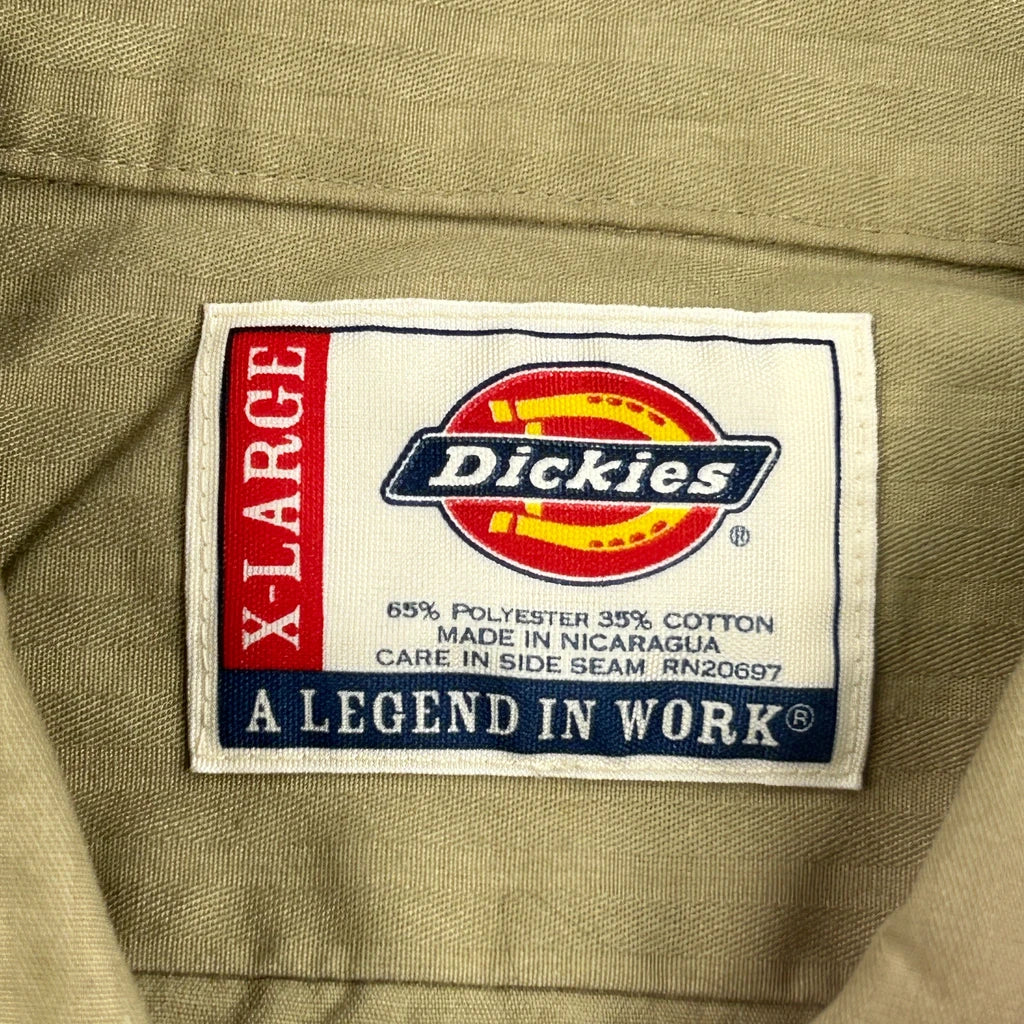 X-LARGE
Dickies
®
65% POLYESTER 35% COTTON
MADE IN NICARAGUA
CARE IN SIDE SEAM RN20697
A LEGEND IN WORK®